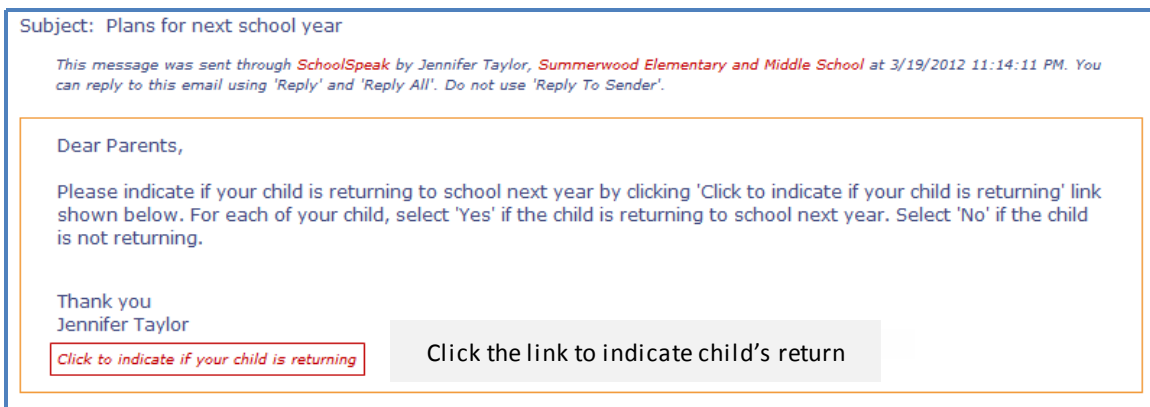 Subject: Plans for next school year
This message was sent through SchoolSpeak by Jennifer Taylor, Summerwood Elementary and Middle School at 3/19/2012 11:14:11 PM. You
can reply to this email using 'Reply' and 'Reply All'. Do not use 'Reply To Sender'.
Dear Parents,
Please indicate if your child is returning to school next year by clicking 'Click to indicate if your child is returning' link
shown below. For each of your child, select 'Yes' if the child is returning to school next year. Select 'No' if the child
is not returning.
Thank you
Jennifer Taylor
Click to indicate if your child is returning
Click the link to indicate child’s return